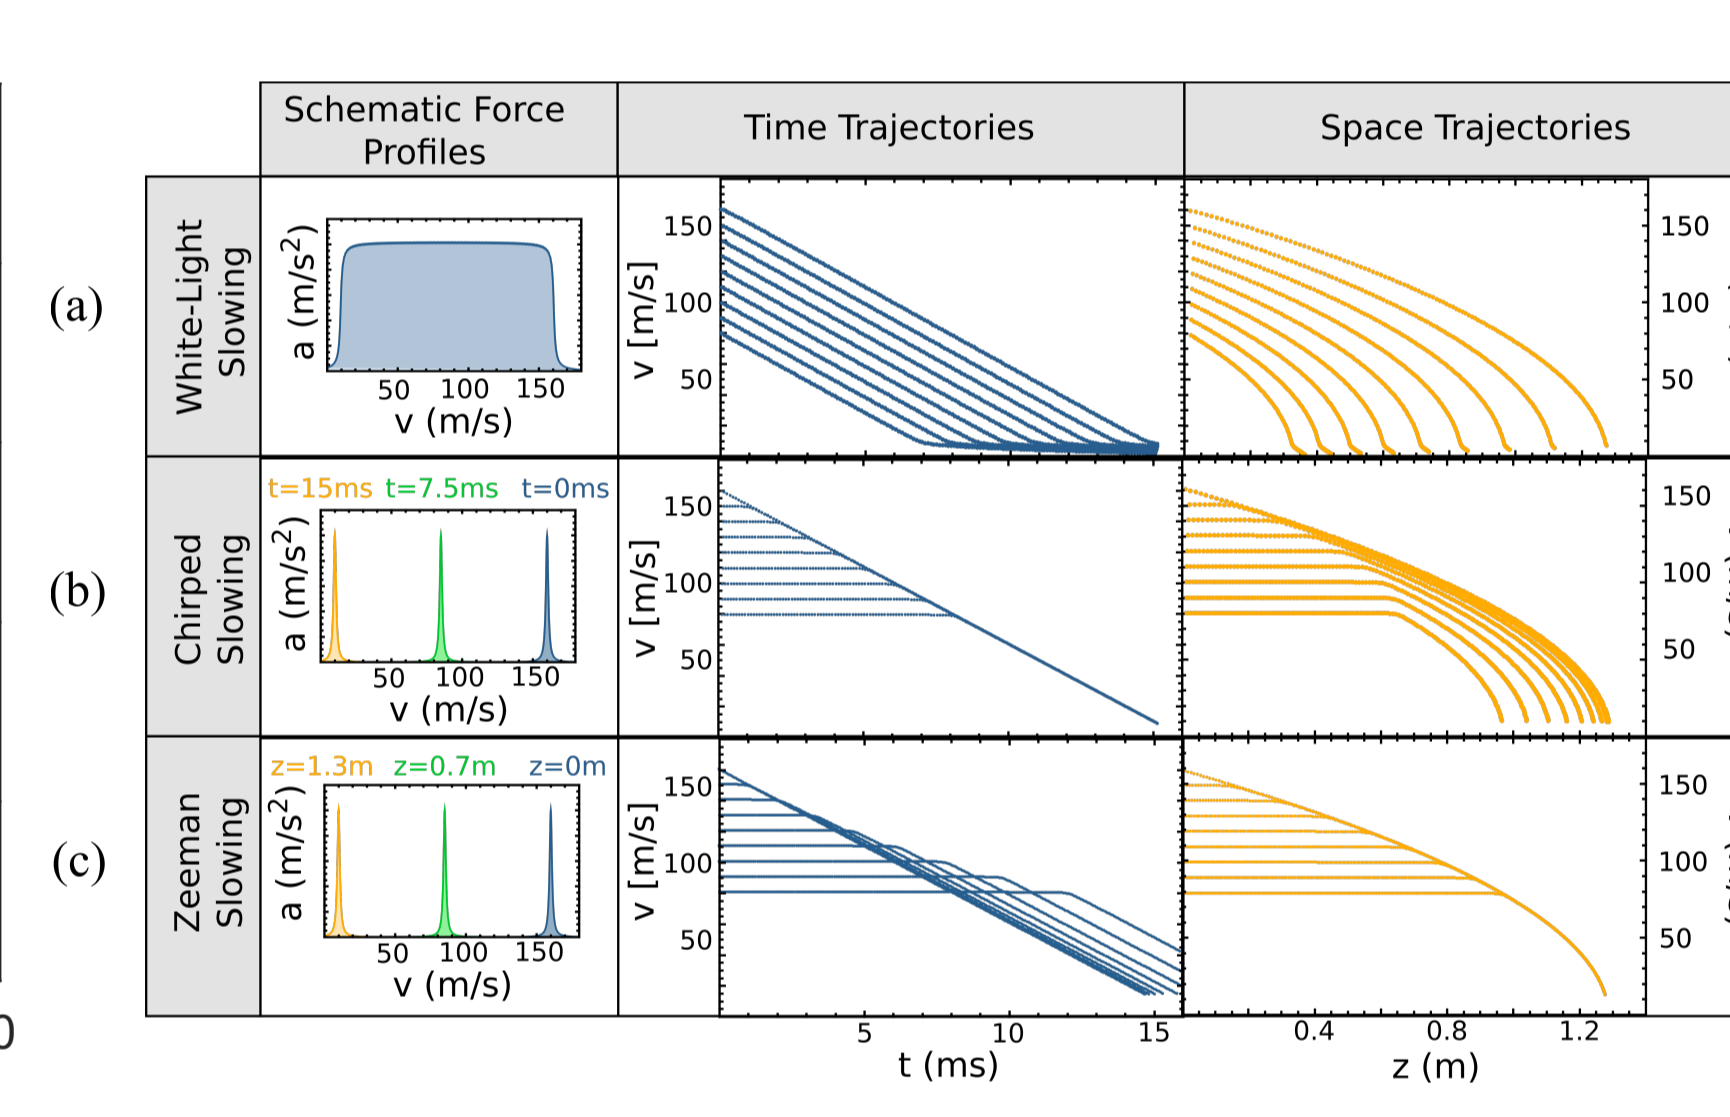 Schematic Force
Profiles
Time Trajectories
Space Trajectories
(a)
White-Light
Slowing
a (m/s²)
50 100 150
v (m/s)
v [m/s]
150
100
50
150
100
50
(b)
Chirped
Slowing
t=15ms t=7.5ms t=0ms
a (m/s²)
50 100 150
v (m/s)
v [m/s]
150
100
50
150
100
50
(c)
Zeeman
Slowing
z=1.3m z=0.7m z=0m
a (m/s²)
50 100 150
v (m/s)
v [m/s]
150
100
50
150
100
50
0
5 10 15
t (ms)
0.4 0.8 1.2
z (m)